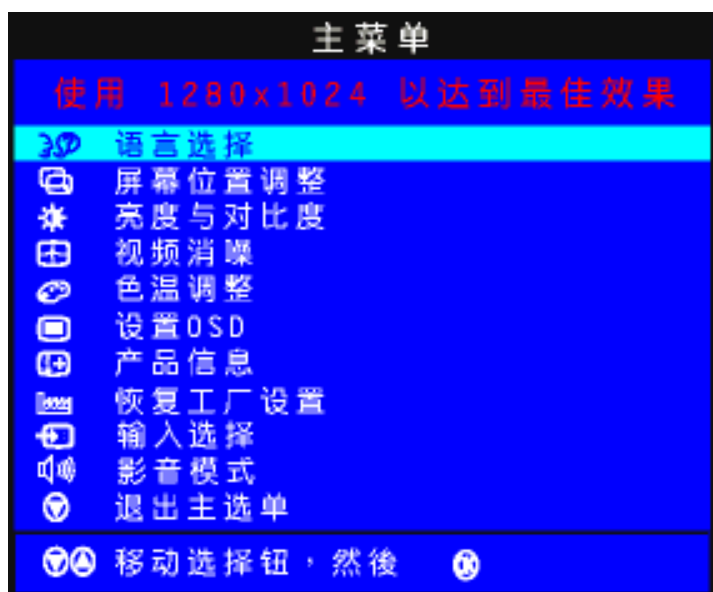 主菜单
使用 1280x1024 以达到最佳效果
语言选择
屏幕位置调整
亮度与对比度
视频消噪
色温调整
设置OSD
产品信息
恢复工厂设置
输入选择
影音模式
退出主选单
移动选择钮，然後 OK